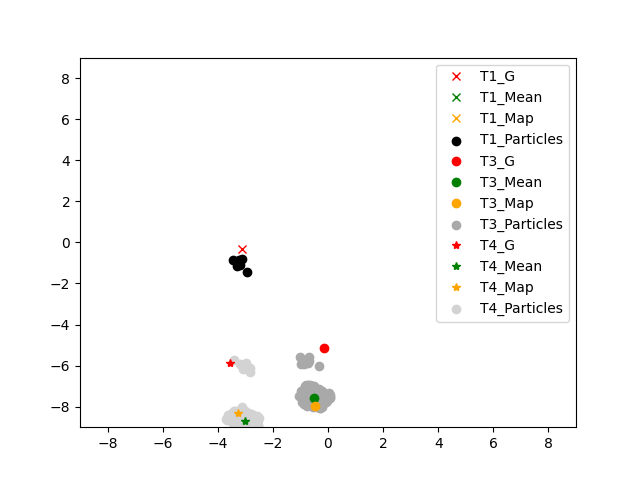 8
6
4
2
0
−2
−4
−6
−8
−8
−6
−4
−2
0
2
4
6
8
T1_G
T1_Mean
T1_Map
T1_Particles
T3_G
T3_Mean
T3_Map
T3_Particles
T4_G
T4_Mean
T4_Map
T4_Particles